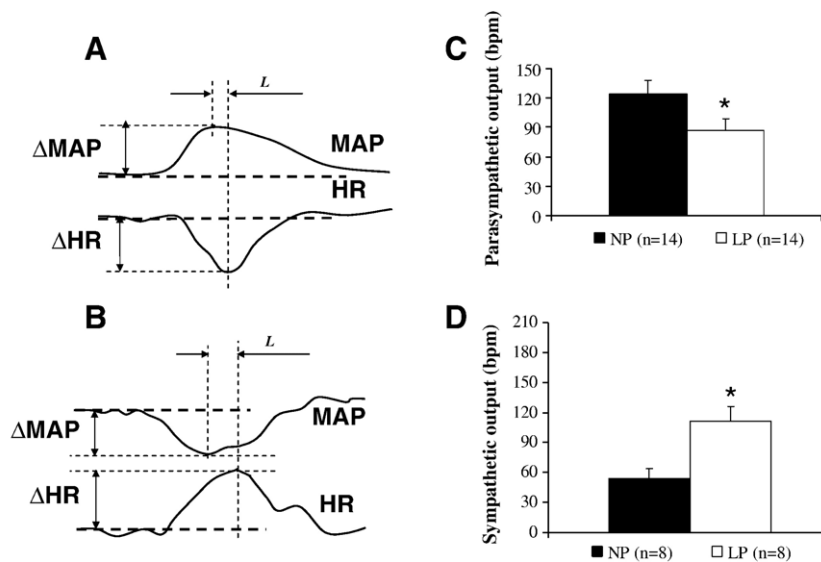 A
L
ΔMAP
MAP
HR
ΔHR
B
L
ΔMAP
MAP
ΔHR
HR
C
Parasympathetic output (bpm)
150
120
90
60
30
0
*
NP (n=14) LP (n=14)
D
Sympathetic output (bpm)
210
180
150
120
90
60
30
0
*
NP (n=8) LP (n=8)